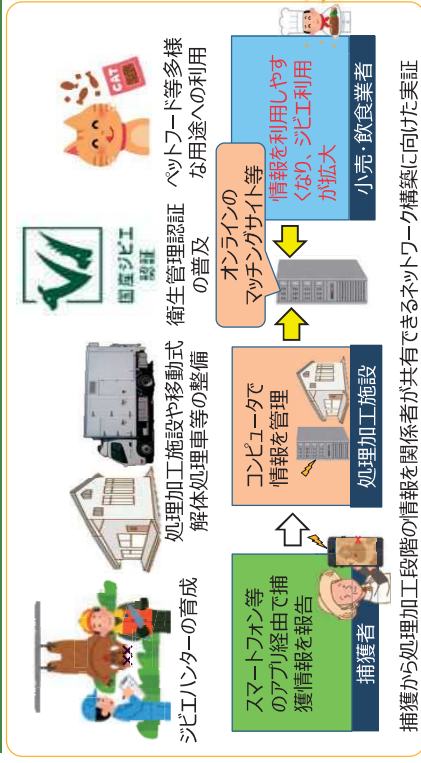 ジビエハンターの育成
処理加工施設や移動式
解体処理車等の整備
国産ジビエ
認証
衛生管理認証
の普及
CAT
FOOD
ペットフード等多様
な用途への利用
スマートフォン等
のアプリ経由で捕
獲情報を報告
捕獲者
コンピュータで
情報を管理
処理加工施設
オンラインの
マッチングサイト等
情報を利用しやす
くなり、ジビエ利用
が拡大
小売・飲食業者
捕獲から処理加工段階の情報を関係者が共有できるネットワーク構築に向けた実証